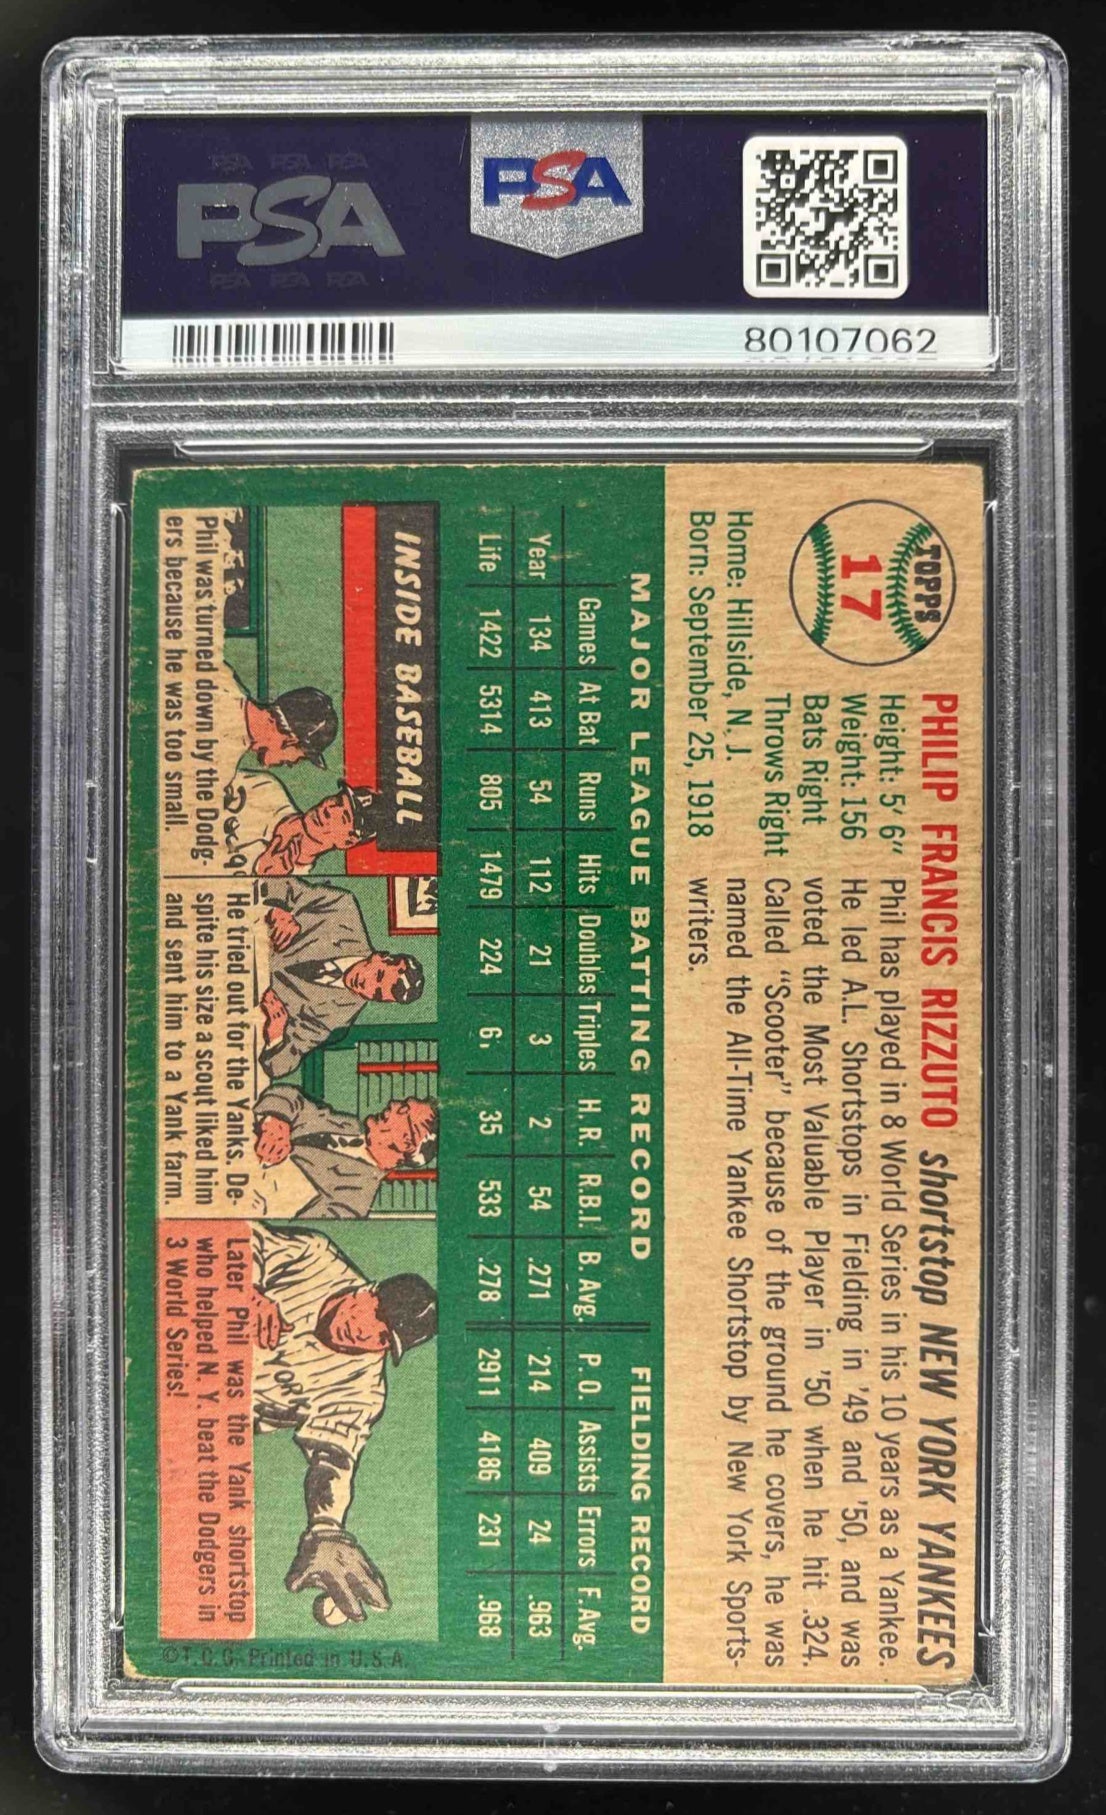 PSA PSA PSA
PSA
PSA PSA PSA
PSA
80107062
TOPPS
17
PHILIP FRANCIS RIZZUTO shortstop NEW YORK YANKEES
Height: 5' 6"
Weight: 156
Bats Right
Throws Right
Home: Hillside, N. J.
Born: September 25, 1918
Phil has played in 8 World Series in his 10 years as a Yankee.
He led A.L. Shortstops in Fielding in '49 and '50, and was
voted the Most Valuable Player in '50 when he hit .324.
Called "Scooter" because of the ground he covers, he was
named the All-Time Yankee Shortstop by New York Sports-
writers.
MAJOR LEAGUE BATTING RECORD FIELDING RECORD
Games At Bat Runs Hits Doubles Triples H. R. R.B.I. B. Avg. P. O. Assists Errors F. Avg.
Year 134 413 54 112 21 3 2 54 .271 214 409 24 .963
Life 1422 5314 805 1479 224 6 35 533 .278 2911 4186 231 .968
INSIDE BASEBALL
Phil was turned down by the Dodg-
ers because he was too small.
He tried out for the Yanks. De-
spite his size a scout liked him
and sent him to a Yank farm.
YORK
Later Phil was the Yank shortstop
who helped N. Y. beat the Dodgers in
3 World Series!
© T. C. G. Printed in U. S. A.
PSA